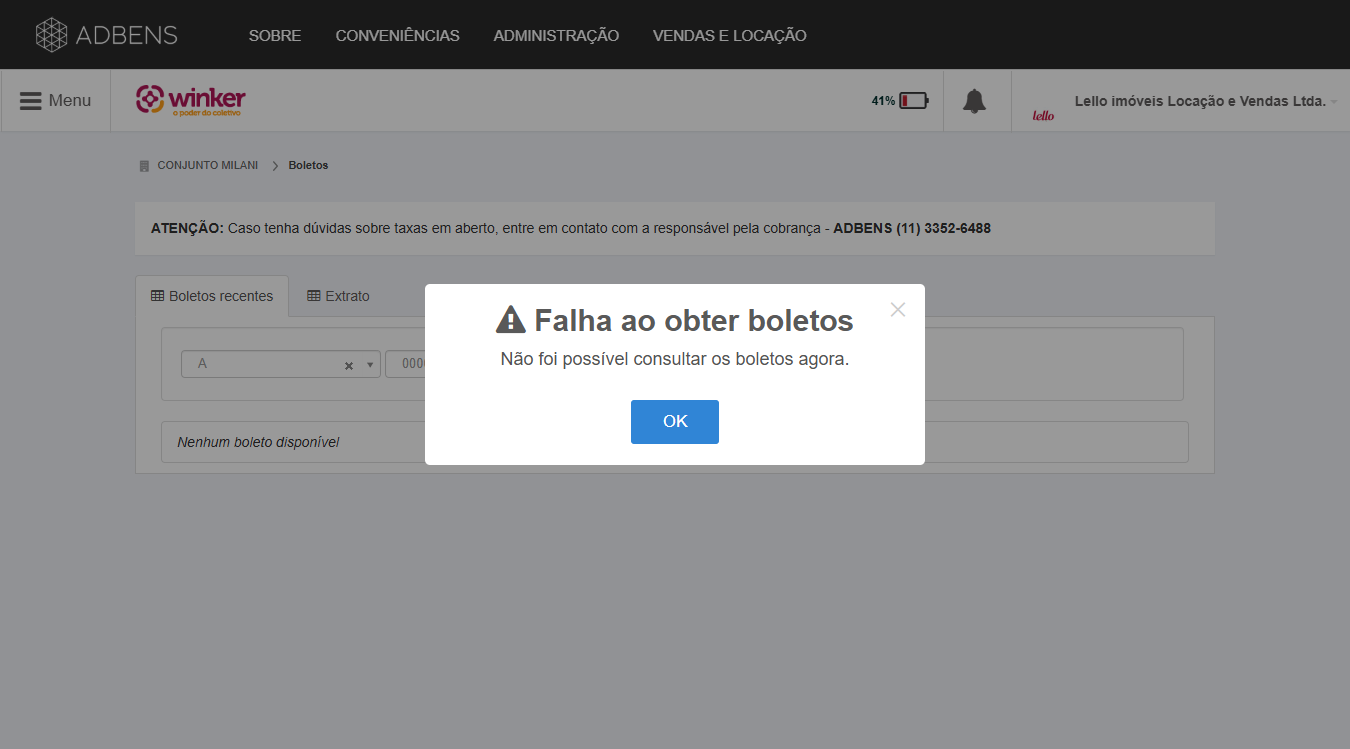 ADBENS SOBRE CONVENIÊNCIAS ADMINISTRAÇÃO VENDAS E LOCAÇÃO
Menu winker 41% Lello imóveis Locação e Vendas Ltda.
o poder do coletivo lello
CONJUNTO MILANI Boletos
ATENÇÃO: Caso tenha dúvidas sobre taxas em aberto, entre em contato com a responsável pela cobrança - ADBENS (11) 3352-6488
Boletos recentes Extrato
Falha ao obter boletos
Não foi possível consultar os boletos agora.
A
OK
Nenhum boleto disponível